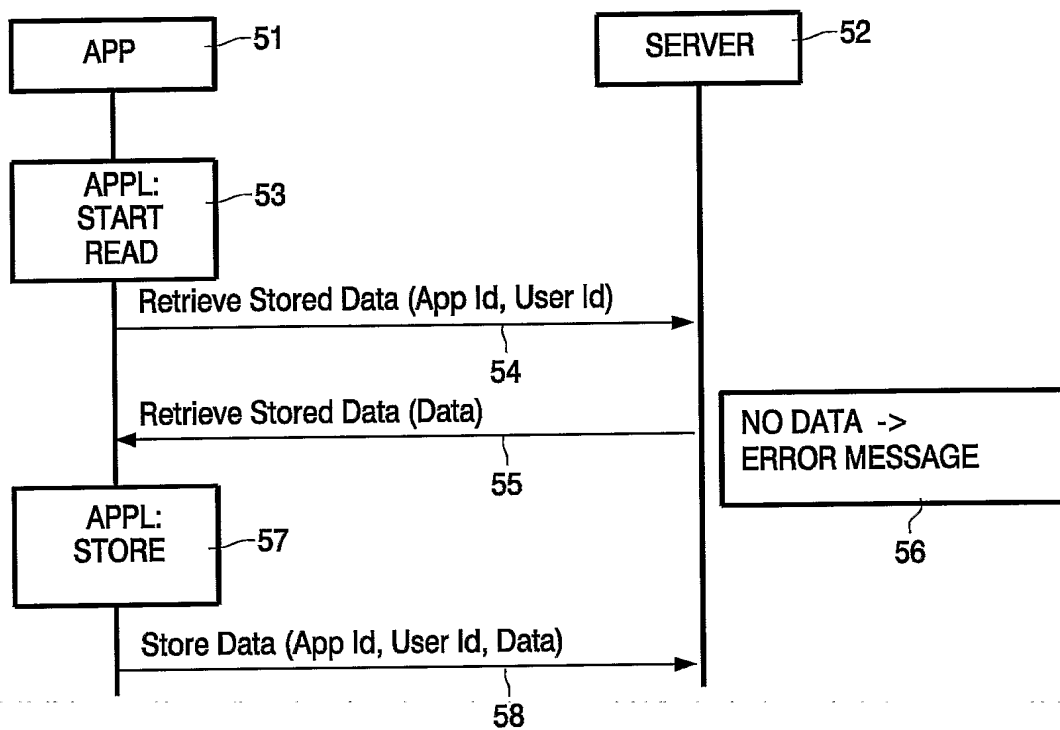 APP
51
SERVER
52
APPL:
START
READ
53
Retrieve Stored Data (App Id, User Id)
54
Retrieve Stored Data (Data)
55
NO DATA ->
ERROR MESSAGE
56
APPL:
STORE
57
Store Data (App Id, User Id, Data)
58